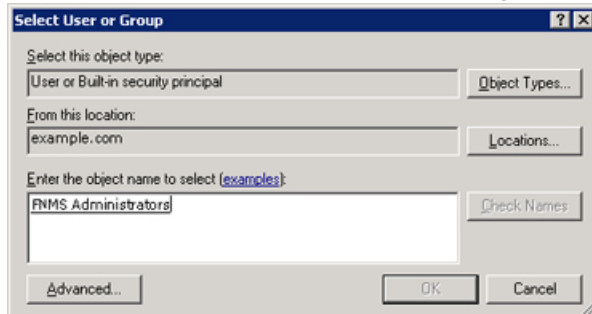 Select User or Group
Select this object type:
User or Built-in security principal
Object Types...
From this location:
example.com
Locations...
Enter the object name to select (examples):
FNMS Administrators
Check Names
Advanced...
OK
Cancel